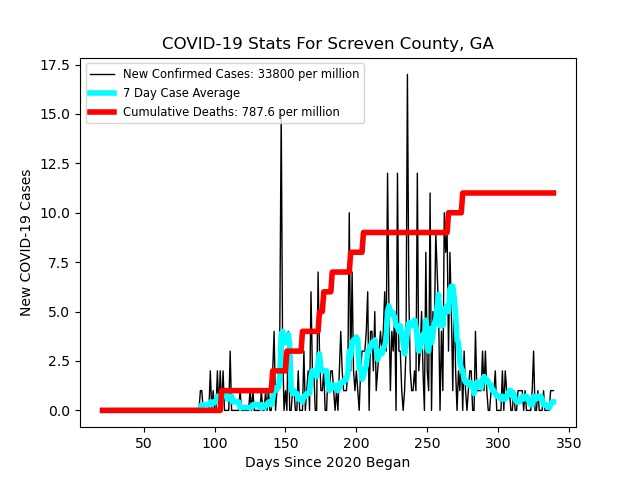 COVID-19 Stats For Screven County, GA
New Confirmed Cases: 33800 per million
7 Day Case Average
Cumulative Deaths: 787.6 per million
17.5
15.0
12.5
10.0
7.5
5.0
2.5
0.0
New COVID-19 Cases
50 100 150 200 250 300 350
Days Since 2020 Began